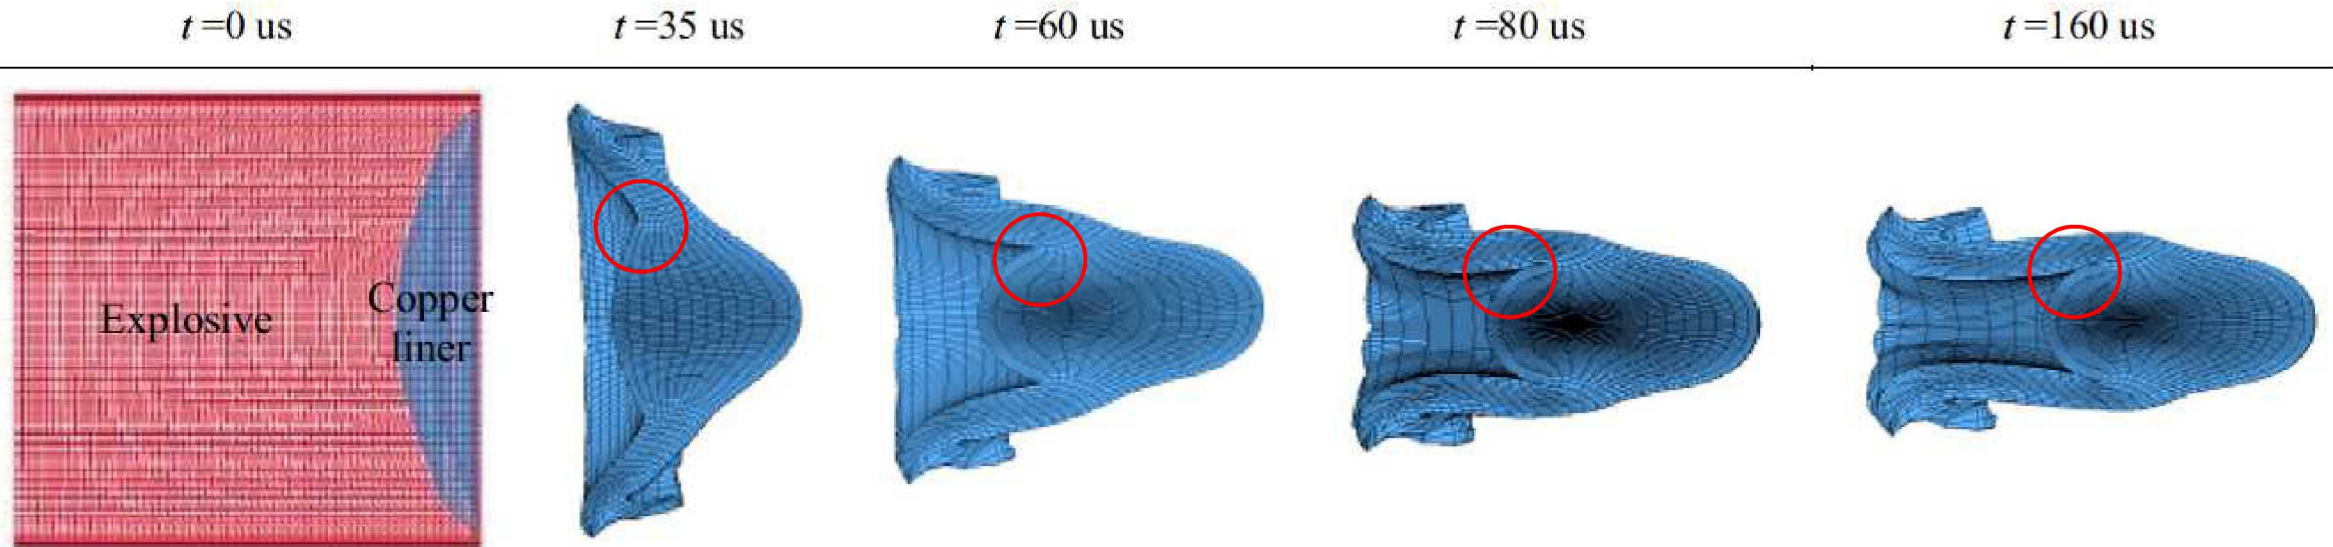 t =0 us
t =35 us
t =60 us
t =80 us
t =160 us
Explosive
Copper
liner